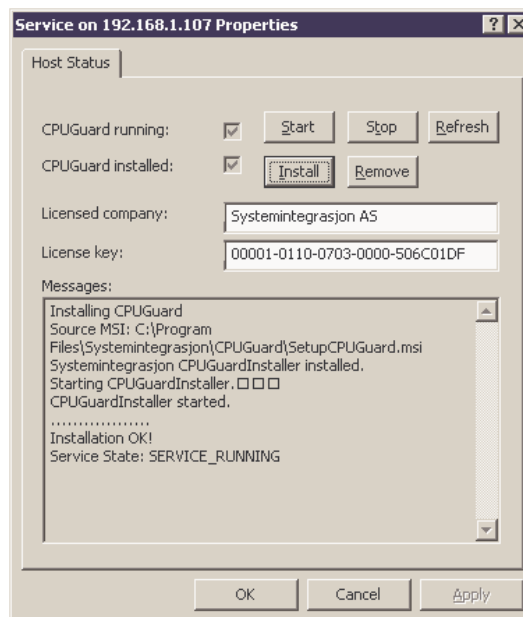 Service on 192.168.1.107 Properties
Host Status
CPUGuard running:
Start
Stop
Refresh
CPUGuard installed:
Install
Remove
Licensed company:
Systemintegrasjon AS
License key:
00001-0110-0703-0000-506C01DF
Messages:
Installing CPUGuard
Source MSI: C:\Program
Files\Systemintegrasjon\CPUGuard\SetupCPUGuard.msi
Systemintegrasjon CPUGuardInstaller installed.
Starting CPUGuardInstaller.□□□
CPUGuardInstaller started.
..................
Installation OK!
Service State: SERVICE_RUNNING
OK
Cancel
Apply